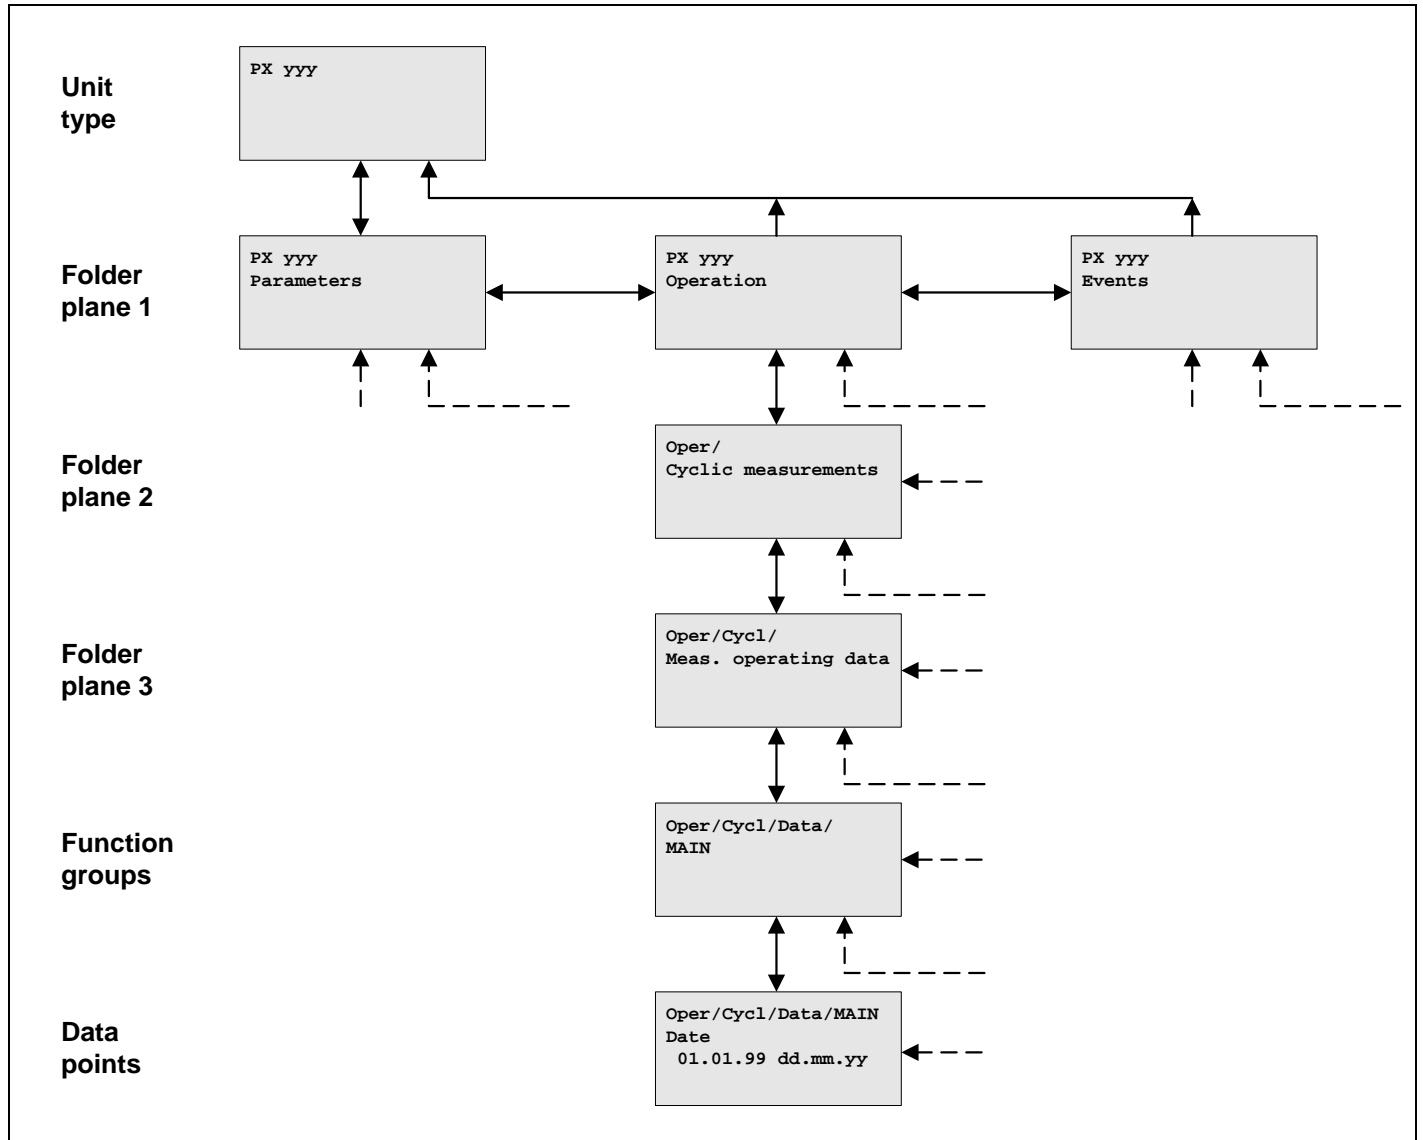 Unit
type
PX yyy
Folder
plane 1
PX yyy
Parameters
PX yyy
Operation
PX yyy
Events
Folder
plane 2
Oper/
Cyclic measurements
Folder
plane 3
Oper/Cycl/
Meas. operating data
Function
groups
Oper/Cycl/Data/
MAIN
Data
points
Oper/Cycl/Data/MAIN
Date
01.01.99 dd.mm.yy